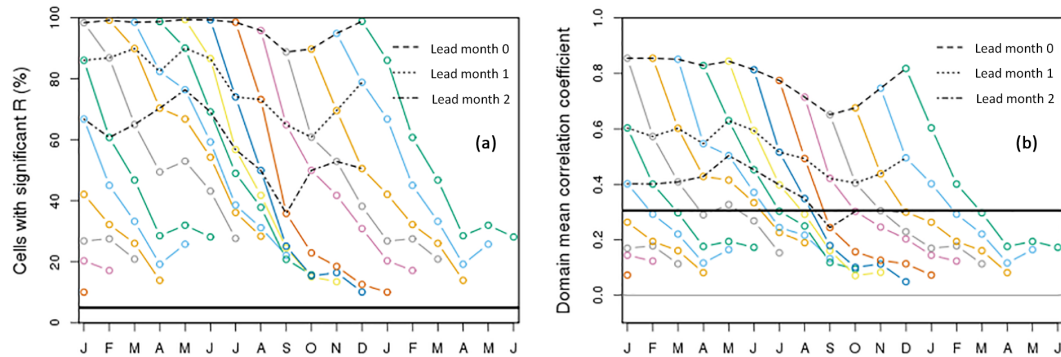 Cells with significant R (%)
0 20 40 60 80 100
Lead month 0
Lead month 1
Lead month 2
(a)
J F M A M J J A S O N D J F M A M J
Domain mean correlation coefficient
0.0 0.2 0.4 0.6 0.8 1.0
Lead month 0
Lead month 1
Lead month 2
(b)
J F M A M J J A S O N D J F M A M J